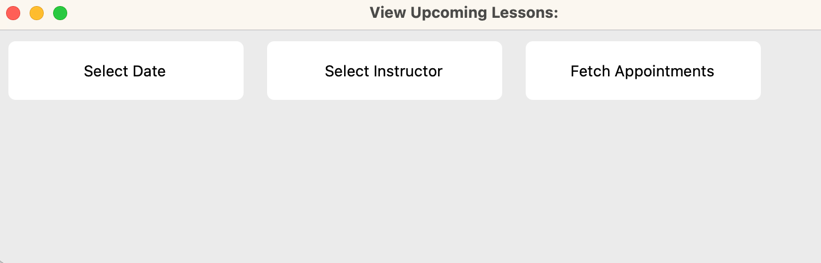 View Upcoming Lessons:
Select Date
Select Instructor
Fetch Appointments